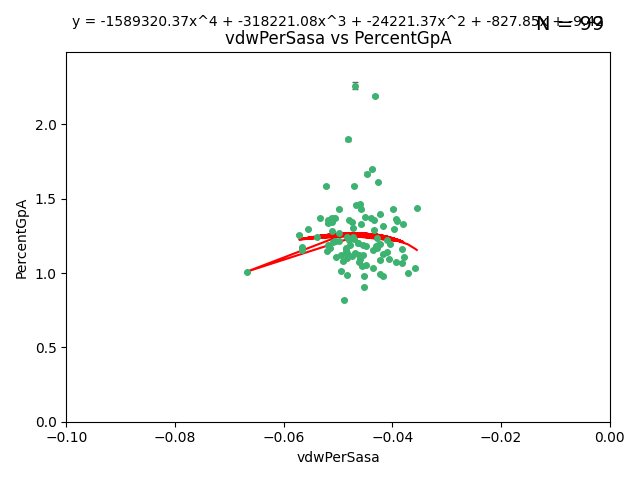 y = -1589320.37x^4 + -318221.08x^3 + -24221.37x^2 + -827.85x + -9.42
N = 99
vdwPerSasa vs PercentGpA
PercentGpA
2.0
1.5
1.0
0.5
0.0
−0.10 −0.08 −0.06 −0.04 −0.02 0.00
vdwPerSasa